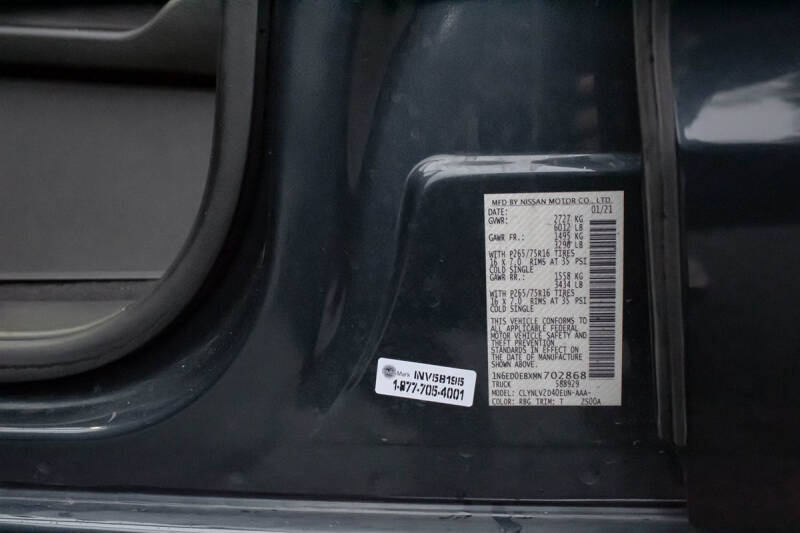 MFD BY NISSAN MOTOR CO., LTD.
DATE: 01/21
GVWR: 2727 KG
6012 LB
GAWR FR.: 1495 KG
3296 LB
WITH P265/75R16 TIRES
16 X 7.0 RIMS AT 35 PSI
COLD SINGLE
GAWR RR.: 1558 KG
3434 LB
WITH P265/75R16 TIRES
16 X 7.0 RIMS AT 35 PSI
COLD SINGLE
THIS VEHICLE CONFORMS TO
ALL APPLICABLE FEDERAL
MOTOR VEHICLE SAFETY AND
THEFT PREVENTION
STANDARDS IN EFFECT ON
THE DATE OF MANUFACTURE
SHOWN ABOVE.
1N6ED0E8XMN702868
TRUCK 588929
MODEL: CLYNLVZD40EUN-AAA-
COLOR: RBG TRIM: T 2S00A
Mark INV58195
1-877-705-4001